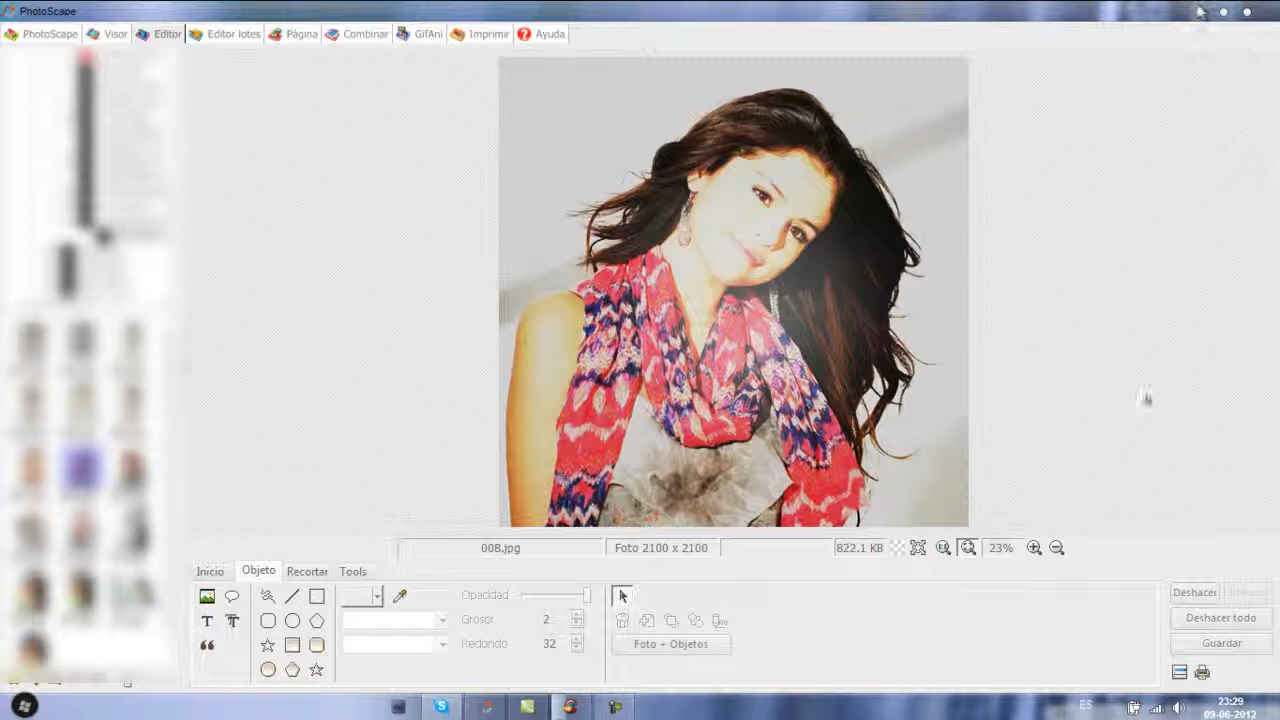 PhotoScape
PhotoScape Visor Editor Editor lotes Página Combinar GifAni Imprimir Ayuda
008.jpg Foto 2100 x 2100 822.1 KB 23%
Inicio Objeto Recortar Tools
Opacidad
Grosor
Redondo 32
Foto + Objetos
Deshacer
Deshacer todo
Guardar
ES
23:29
09-06-2012